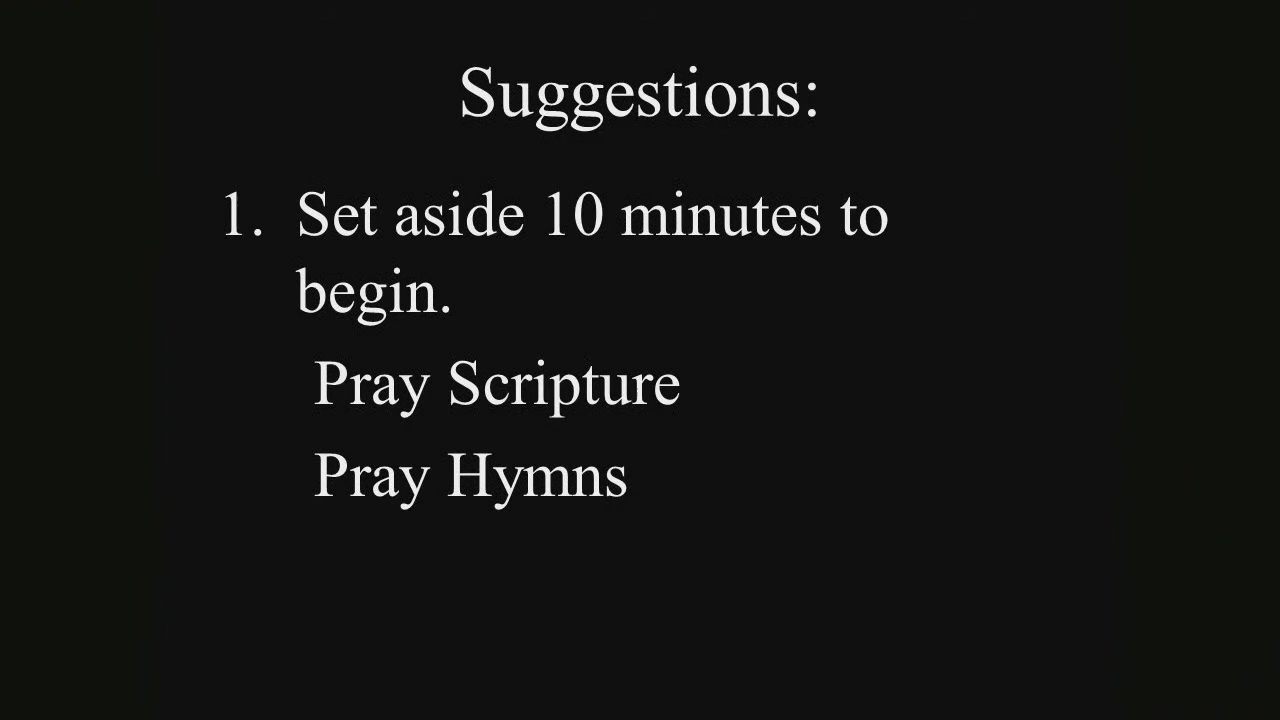 Suggestions:
1. Set aside 10 minutes to
begin.
Pray Scripture
Pray Hymns